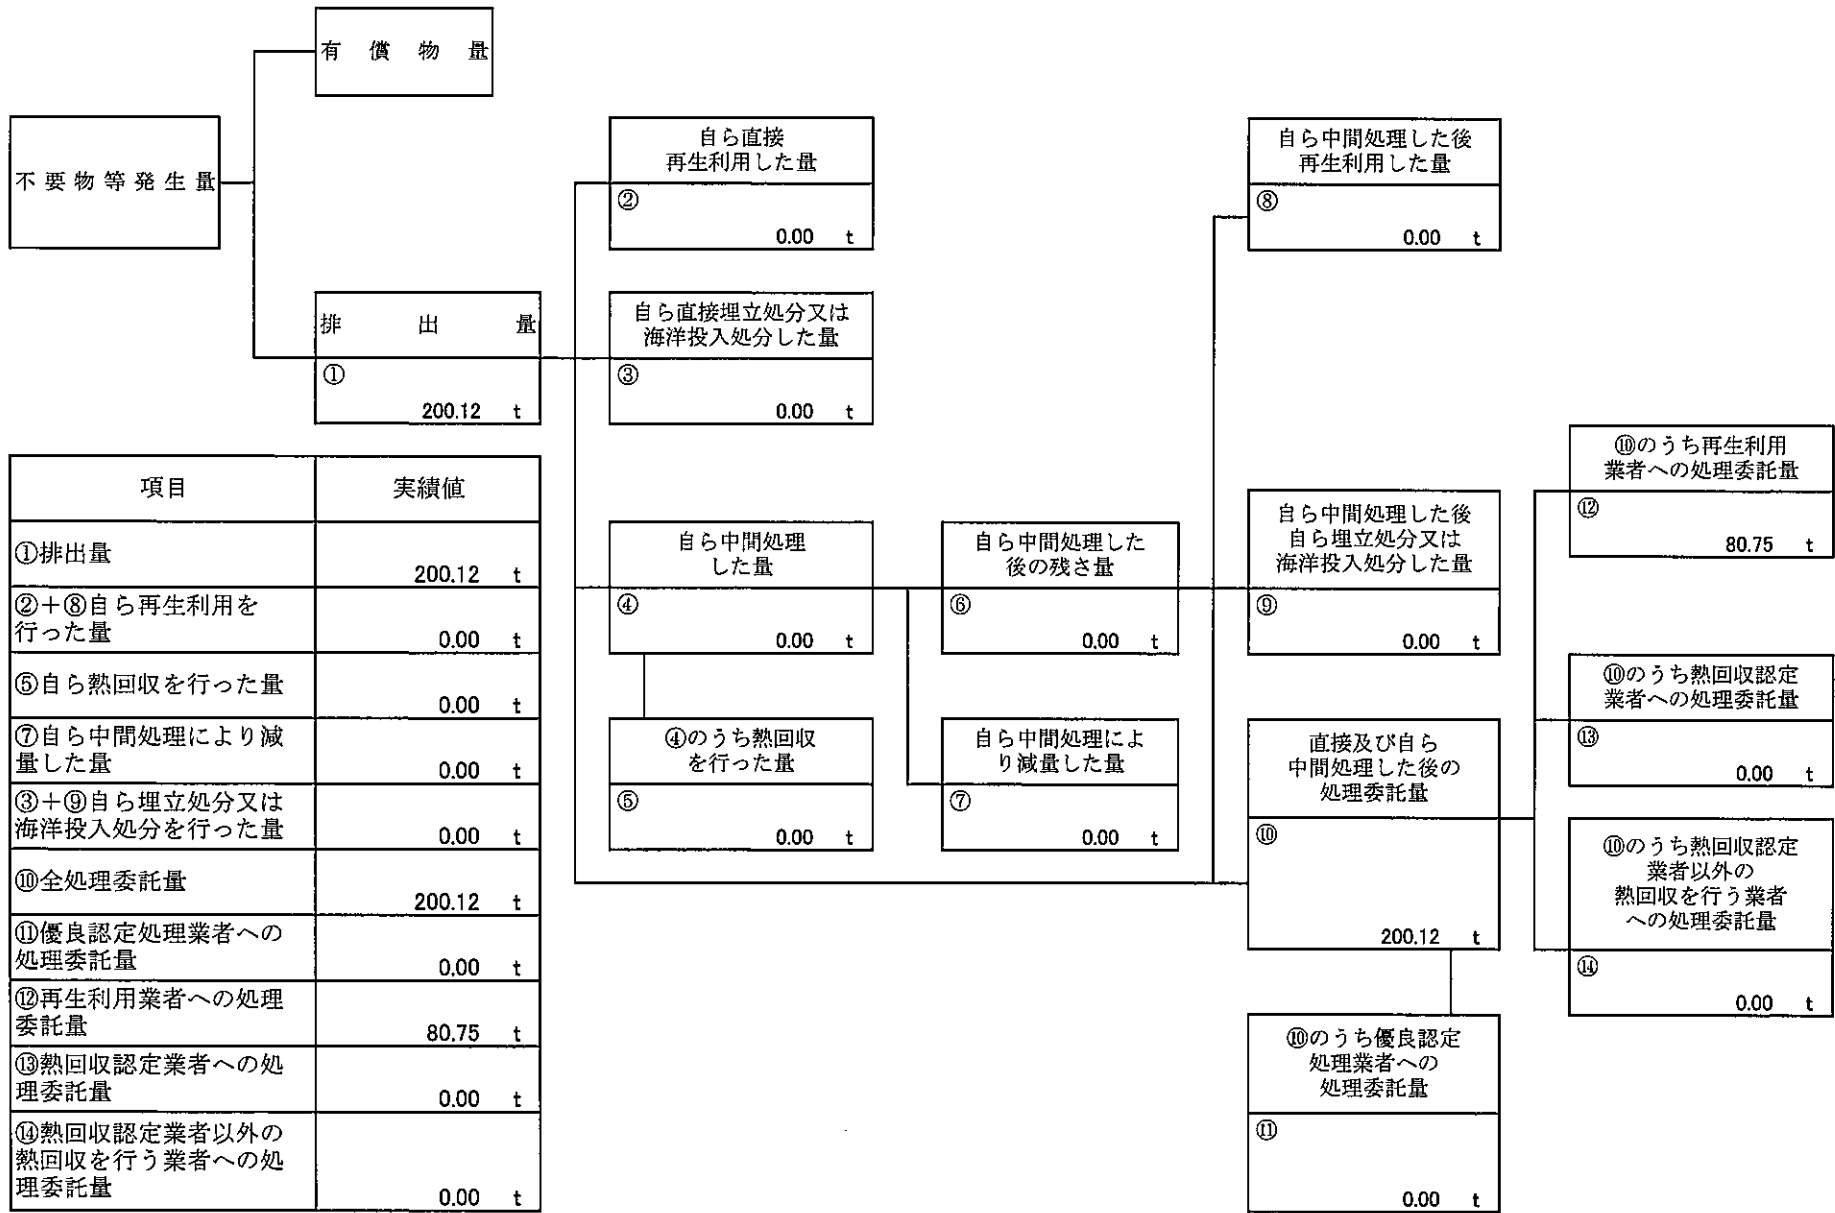 有償物量
不要物等発生量
自ら直接
再生利用した量
②
0.00 t
自ら中間処理した後
再生利用した量
⑧
0.00 t
排出量
①
200.12 t
自ら直接埋立処分又は
海洋投入処分した量
③
0.00 t
自ら中間処理
した量
④
0.00 t
自ら中間処理した
後の残さ量
⑥
0.00 t
自ら中間処理した後
自ら埋立処分又は
海洋投入処分した量
⑨
0.00 t
⑩のうち再生利用
業者への処理委託量
⑫
80.75 t
④のうち熱回収
を行った量
⑤
0.00 t
自ら中間処理によ
り減量した量
⑦
0.00 t
直接及び自ら
中間処理した後の
処理委託量
⑩
200.12 t
⑩のうち熱回収認定
業者への処理委託量
⑬
0.00 t
⑩のうち熱回収認定
業者以外の
熱回収を行う業者
への処理委託量
⑭
0.00 t
⑩のうち優良認定
処理業者への
処理委託量
⑪
0.00 t
項目 実績値
①排出量
200.12 t
②+⑧自ら再生利用を
行った量
0.00 t
⑤自ら熱回収を行った量
0.00 t
⑦自ら中間処理により減
量した量
0.00 t
③+⑨自ら埋立処分又は
海洋投入処分を行った量
0.00 t
⑩全処理委託量
200.12 t
⑪優良認定処理業者への
処理委託量
0.00 t
⑫再生利用業者への処理
委託量
80.75 t
⑬熱回収認定業者への処
理委託量
0.00 t
⑭熱回収認定業者以外の
熱回収を行う業者への処
理委託量
0.00 t